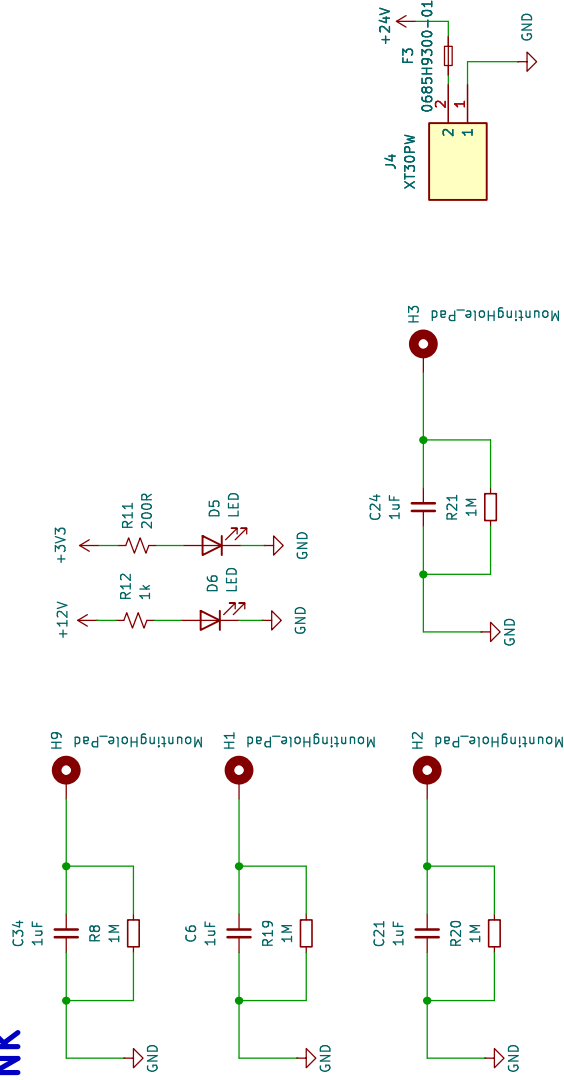 +24V
F3
0685H9300-01
GND
2
1
2
1
J4
XT30PW
H3
MountingHole_Pad
C24
1uF
R21
1M
GND
+3V3
R11
200R
D5
LED
GND
+12V
R12
1k
D6
LED
GND
H9
MountingHole_Pad
C34
1uF
R8
1M
GND
H1
MountingHole_Pad
C6
1uF
R19
1M
GND
H2
MountingHole_Pad
C21
1uF
R20
1M
GND
NK